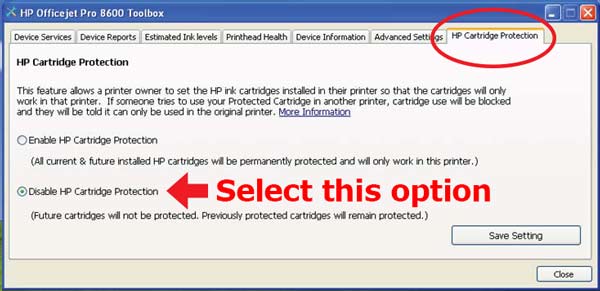 HP Officejet Pro 8600 Toolbox
Device Services Device Reports Estimated Ink levels Printhead Health Device Information Advanced Settings HP Cartridge Protection
HP Cartridge Protection
This feature allows a printer owner to set the HP ink cartridges installed in their printer so that the cartridges will only
work in that printer. If someone tries to use your Protected Cartridge in another printer, cartridge use will be blocked
and they will be told it can only be used in the original printer. More Information
Enable HP Cartridge Protection
(All current & future installed HP cartridges will be permanently protected and will only work in this printer.)
Disable HP Cartridge Protection Select this option
(Future cartridges will not be protected. Previously protected cartridges will remain protected.)
Save Setting
Close